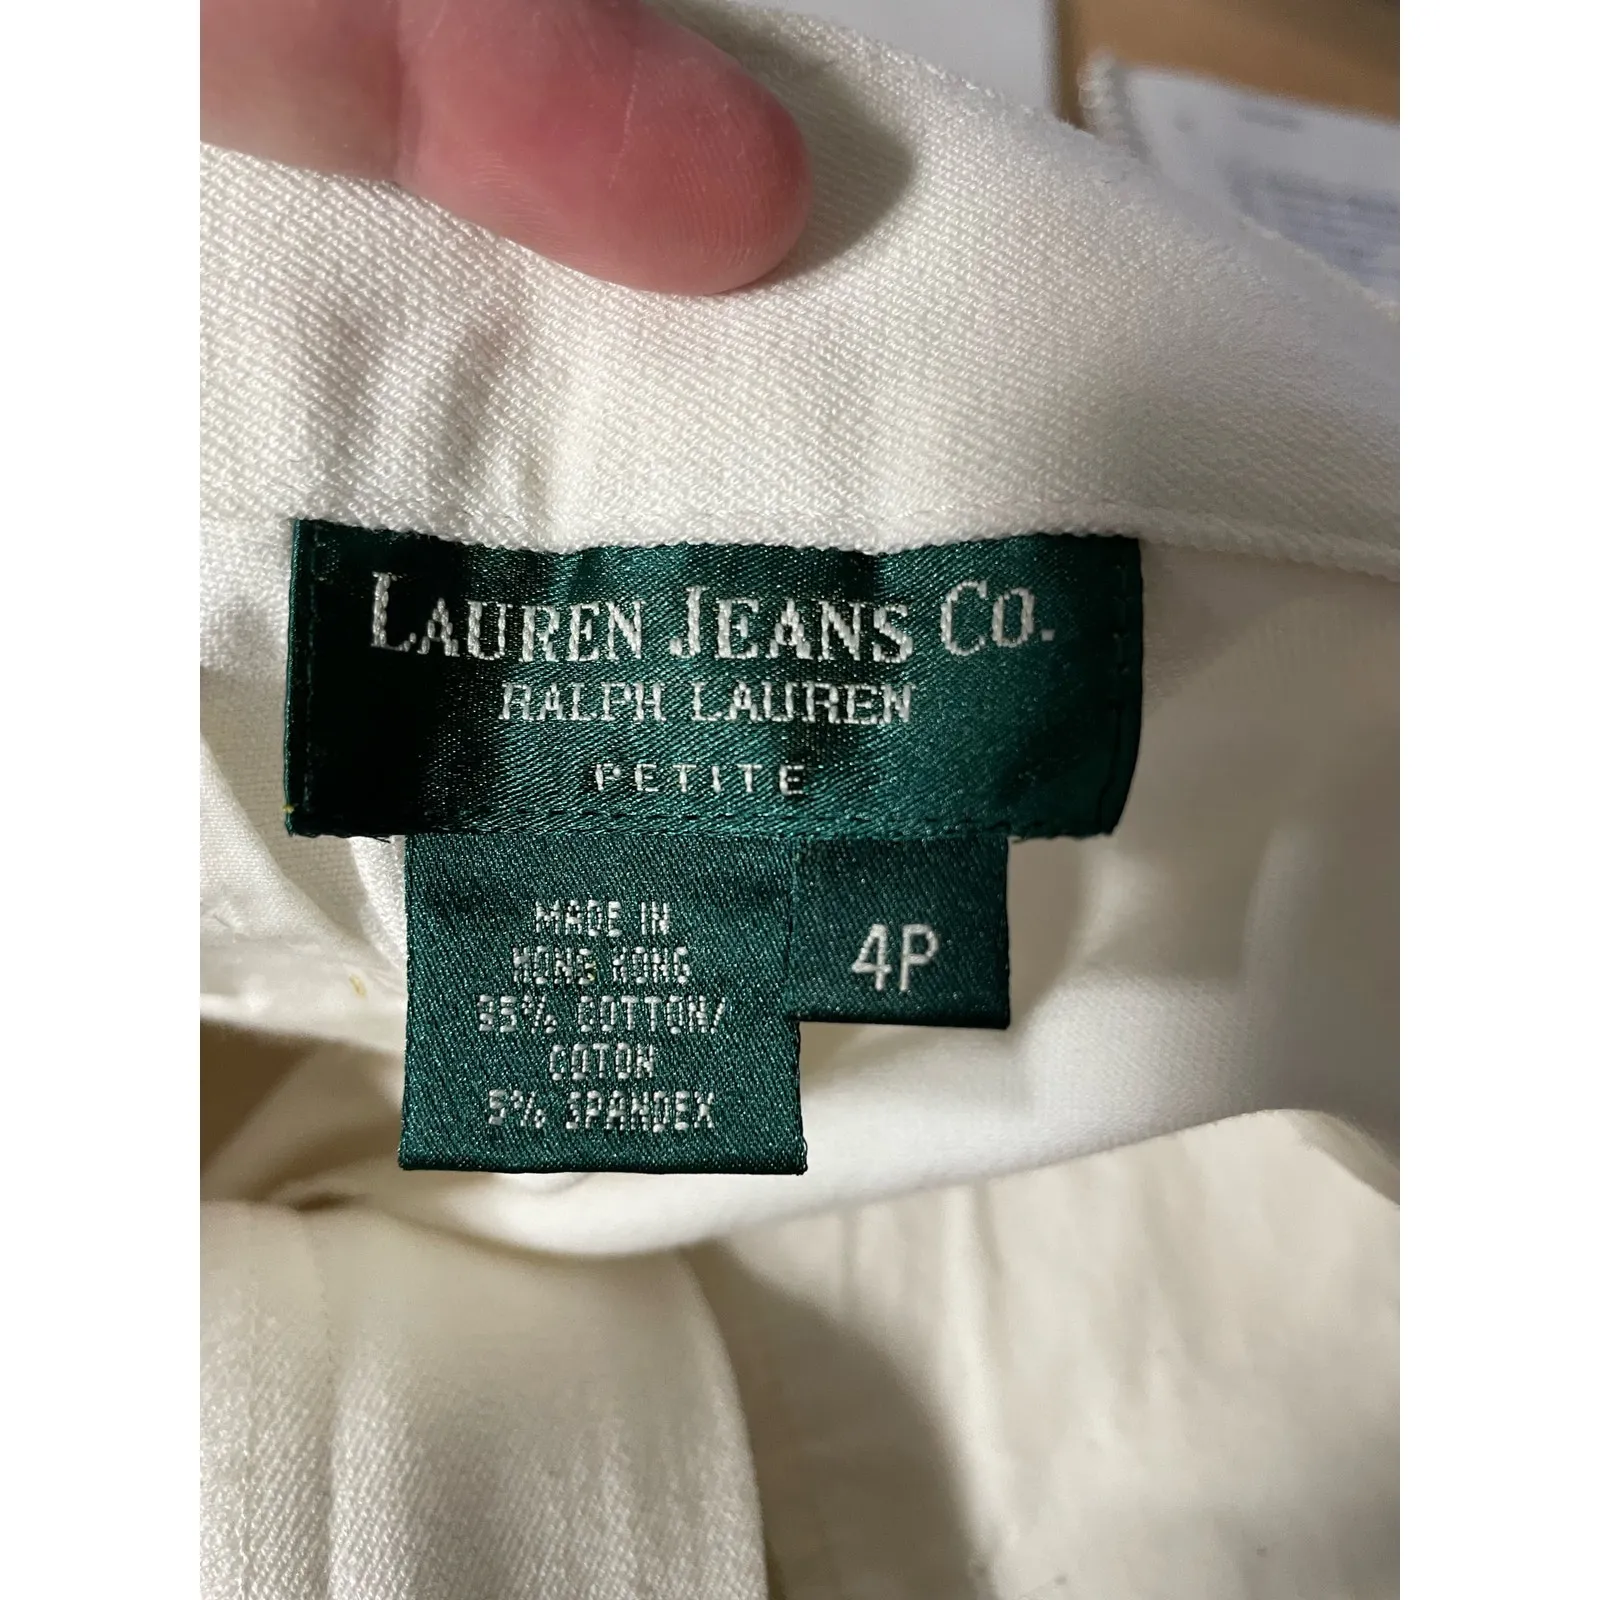 LAUREN JEANS CO.
RALPH LAUREN
PETITE
MADE IN
HONG KONG
95% COTTON/
COTON
5% SPANDEX
4P